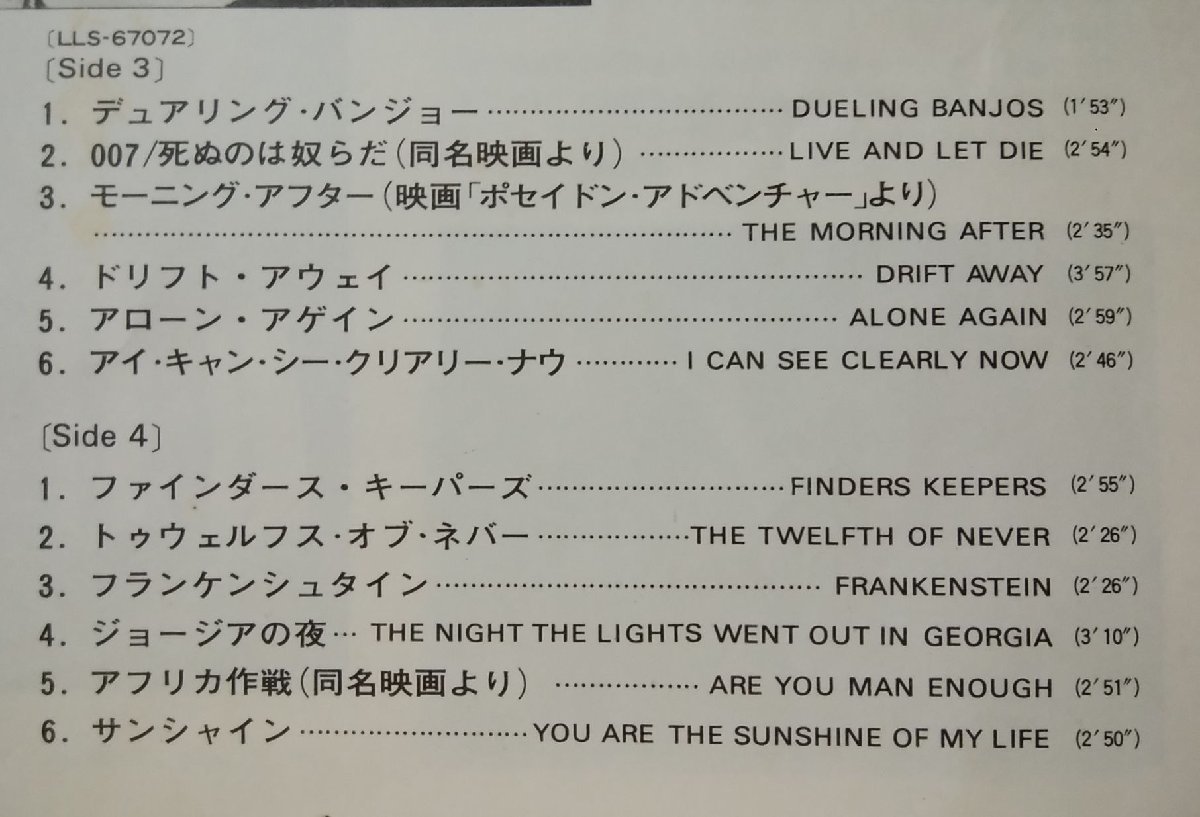 〔LLS-67072〕
〔Side 3〕
1. デュアリング・バンジョー……………………………DUELING BANJOS (1′53″)
2. 007/死ぬのは奴らだ(同名映画より) ………………LIVE AND LET DIE (2′54″)
3. モーニング・アフター(映画「ポセイドン・アドベンチャー」より)
…………………………………………………………… THE MORNING AFTER (2′35″)
4. ドリフト・アウェイ………………………………………… DRIFT AWAY (3′57″)
5. アローン・アゲイン……………………………………… ALONE AGAIN (2′59″)
6. アイ・キャン・シー・クリアリー・ナウ…………I CAN SEE CLEARLY NOW (2′46″)
〔Side 4〕
1. ファインダース・キーパーズ………………………FINDERS KEEPERS (2′55″)
2. トゥウェルフス・オブ・ネバー………………THE TWELFTH OF NEVER (2′26″)
3. フランケンシュタイン…………………………………… FRANKENSTEIN (2′26″)
4. ジョージアの夜… THE NIGHT THE LIGHTS WENT OUT IN GEORGIA (3′10″)
5. アフリカ作戦(同名映画より) ……………… ARE YOU MAN ENOUGH (2′51″)
6. サンシャイン………………………YOU ARE THE SUNSHINE OF MY LIFE (2′50″)